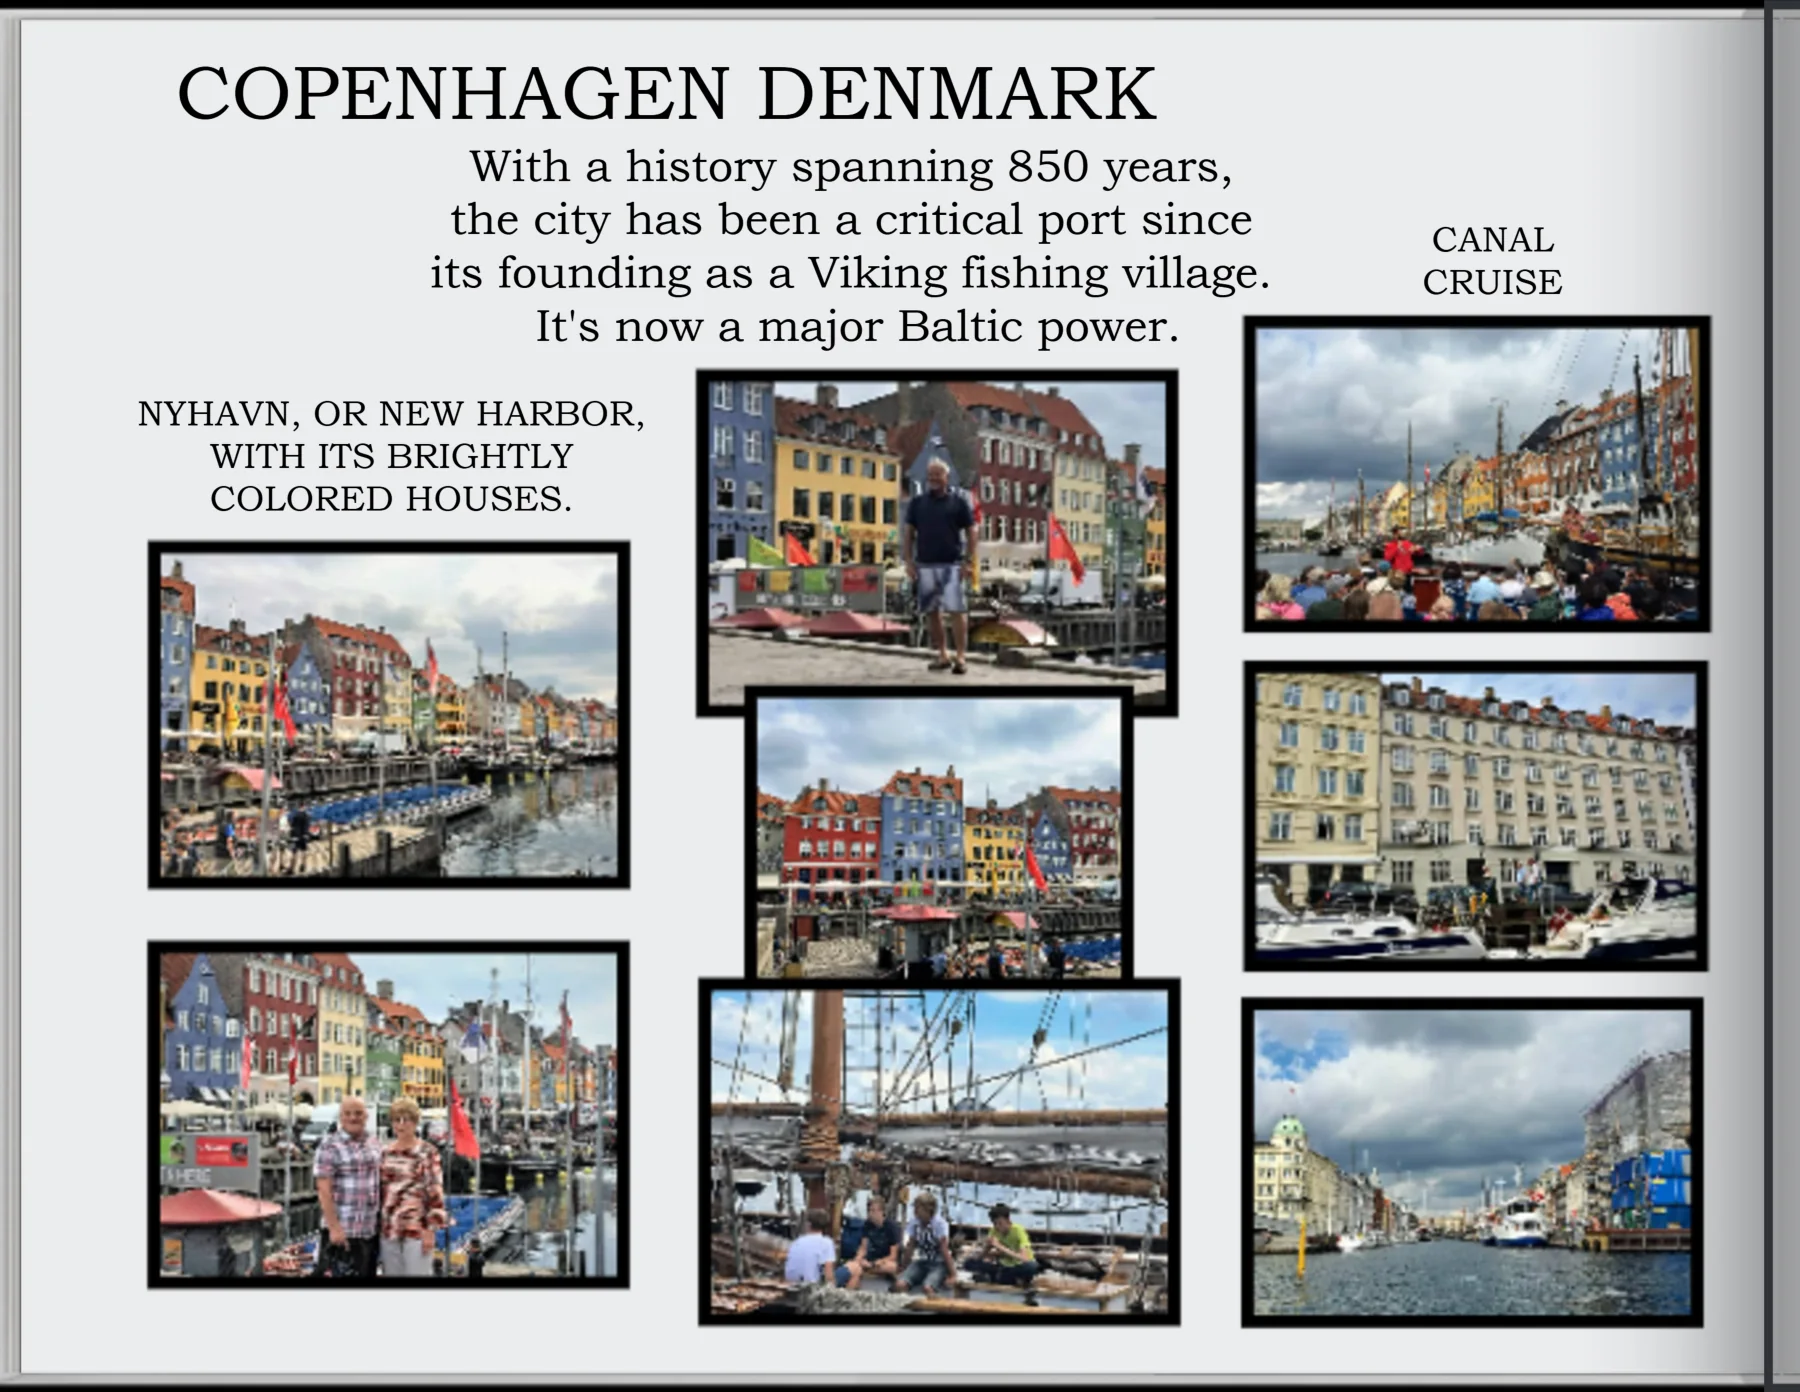 COPENHAGEN DENMARK
With a history spanning 850 years,
the city has been a critical port since
its founding as a Viking fishing village.
It's now a major Baltic power.
CANAL
CRUISE
NYHAVN, OR NEW HARBOR,
WITH ITS BRIGHTLY
COLORED HOUSES.